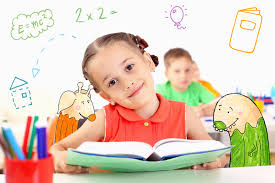 E=mc²
2 x 2 =